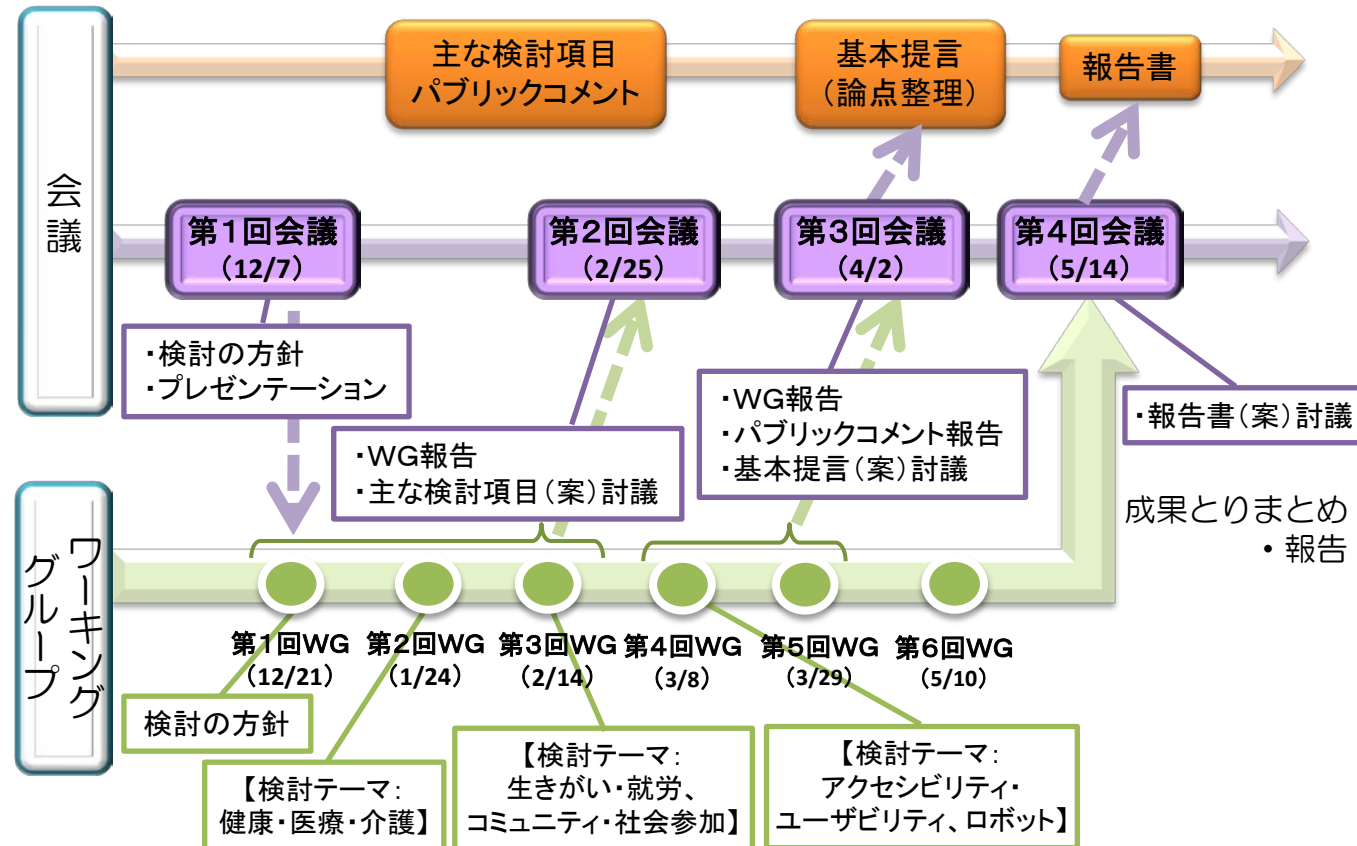 会議
主な検討項目
パブリックコメント
基本提言
(論点整理)
報告書
第1回会議
(12/7)
第2回会議
(2/25)
第3回会議
(4/2)
第4回会議
(5/14)
・検討の方針
・プレゼンテーション
・WG報告
・主な検討項目(案)討議
・WG報告
・パブリックコメント報告
・基本提言(案)討議
・報告書(案)討議
成果とりまとめ
・報告
ワーキング
グループ
第1回WG
(12/21)
第2回WG
(1/24)
第3回WG
(2/14)
第4回WG
(3/8)
第5回WG
(3/29)
第6回WG
(5/10)
検討の方針
【検討テーマ:
健康・医療・介護】
【検討テーマ:
生きがい・就労、
コミュニティ・社会参加】
【検討テーマ:
アクセシビリティ・
ユーザビリティ、ロボット】